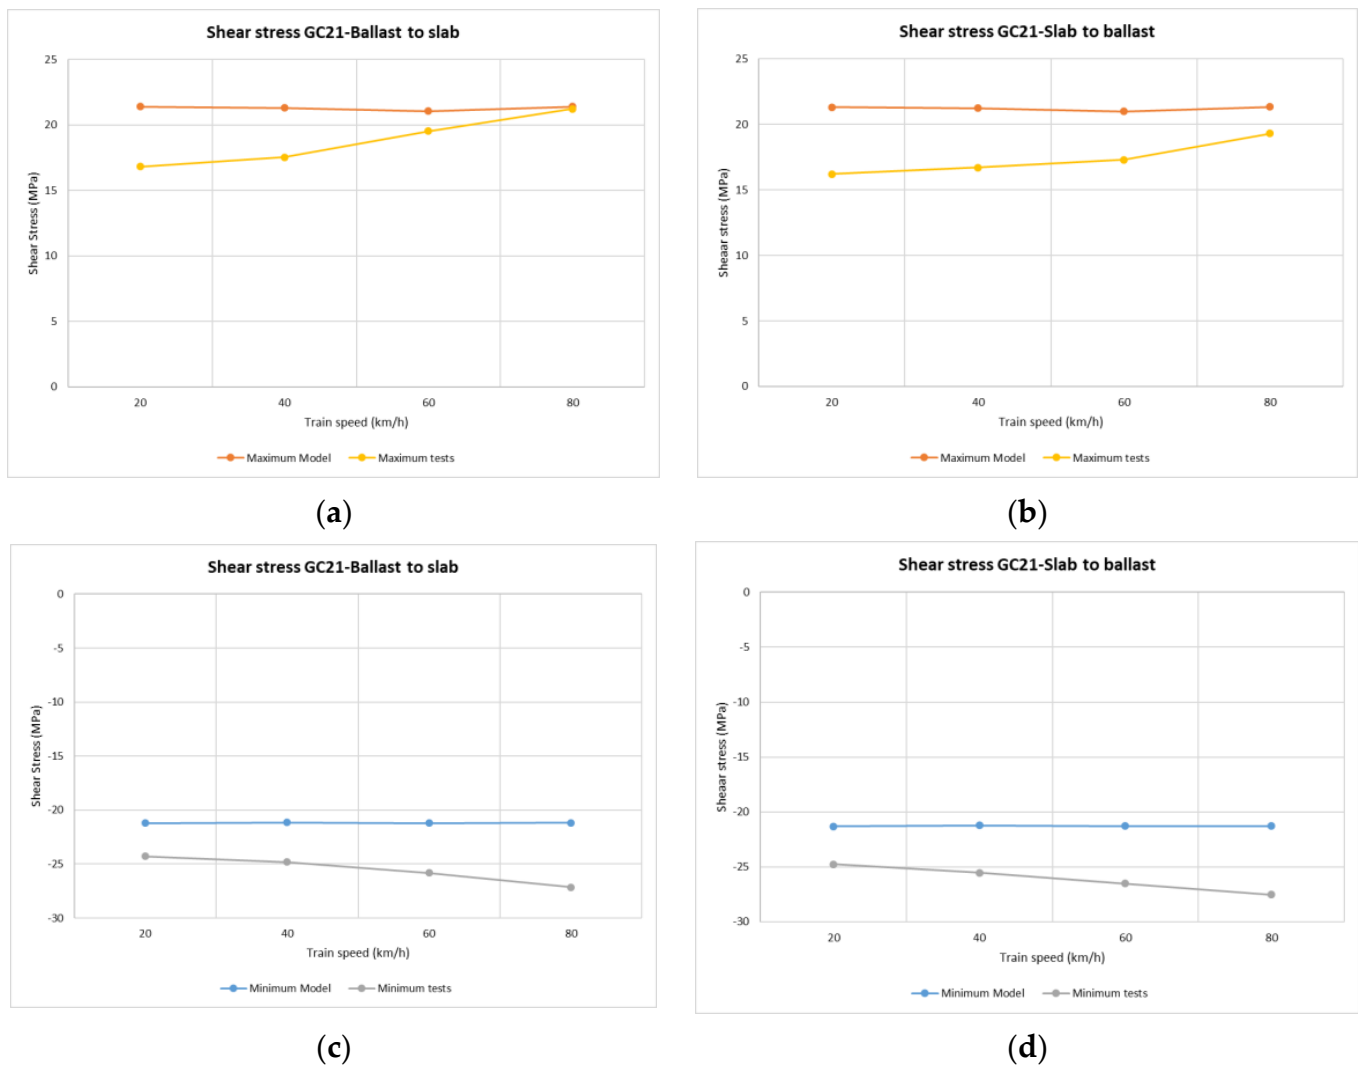 Shear stress GC21-Ballast to slab
25
20
15
10
5
0
Shear Stress (MPa)
20 40 60 80
Train speed (km/h)
Maximum Model Maximum tests
(a)
Shear stress GC21-Slab to ballast
25
20
15
10
5
0
Sheaar stress (MPa)
20 40 60 80
Train speed (km/h)
Maximum Model Maximum tests
(b)
Shear stress GC21-Ballast to slab
0
-5
-10
-15
-20
-25
-30
Shear Stress (MPa)
20 40 60 80
Train speed (km/h)
Minimum Model Minimum tests
(c)
Shear stress GC21-Slab to ballast
0
-5
-10
-15
-20
-25
-30
Sheaar stress (MPa)
20 40 60 80
Train speed (km/h)
Minimum Model Minimum tests
(d)